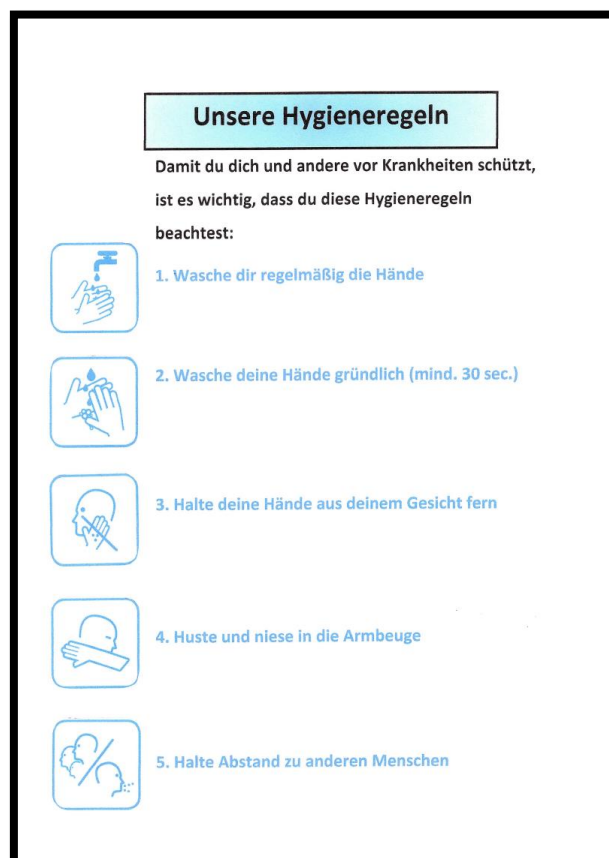 Unsere Hygieneregeln
Damit du dich und andere vor Krankheiten schützt,
ist es wichtig, dass du diese Hygieneregeln
beachtest:
1. Wasche dir regelmäßig die Hände
2. Wasche deine Hände gründlich (mind. 30 sec.)
3. Halte deine Hände aus deinem Gesicht fern
4. Huste und niese in die Armbeuge
5. Halte Abstand zu anderen Menschen